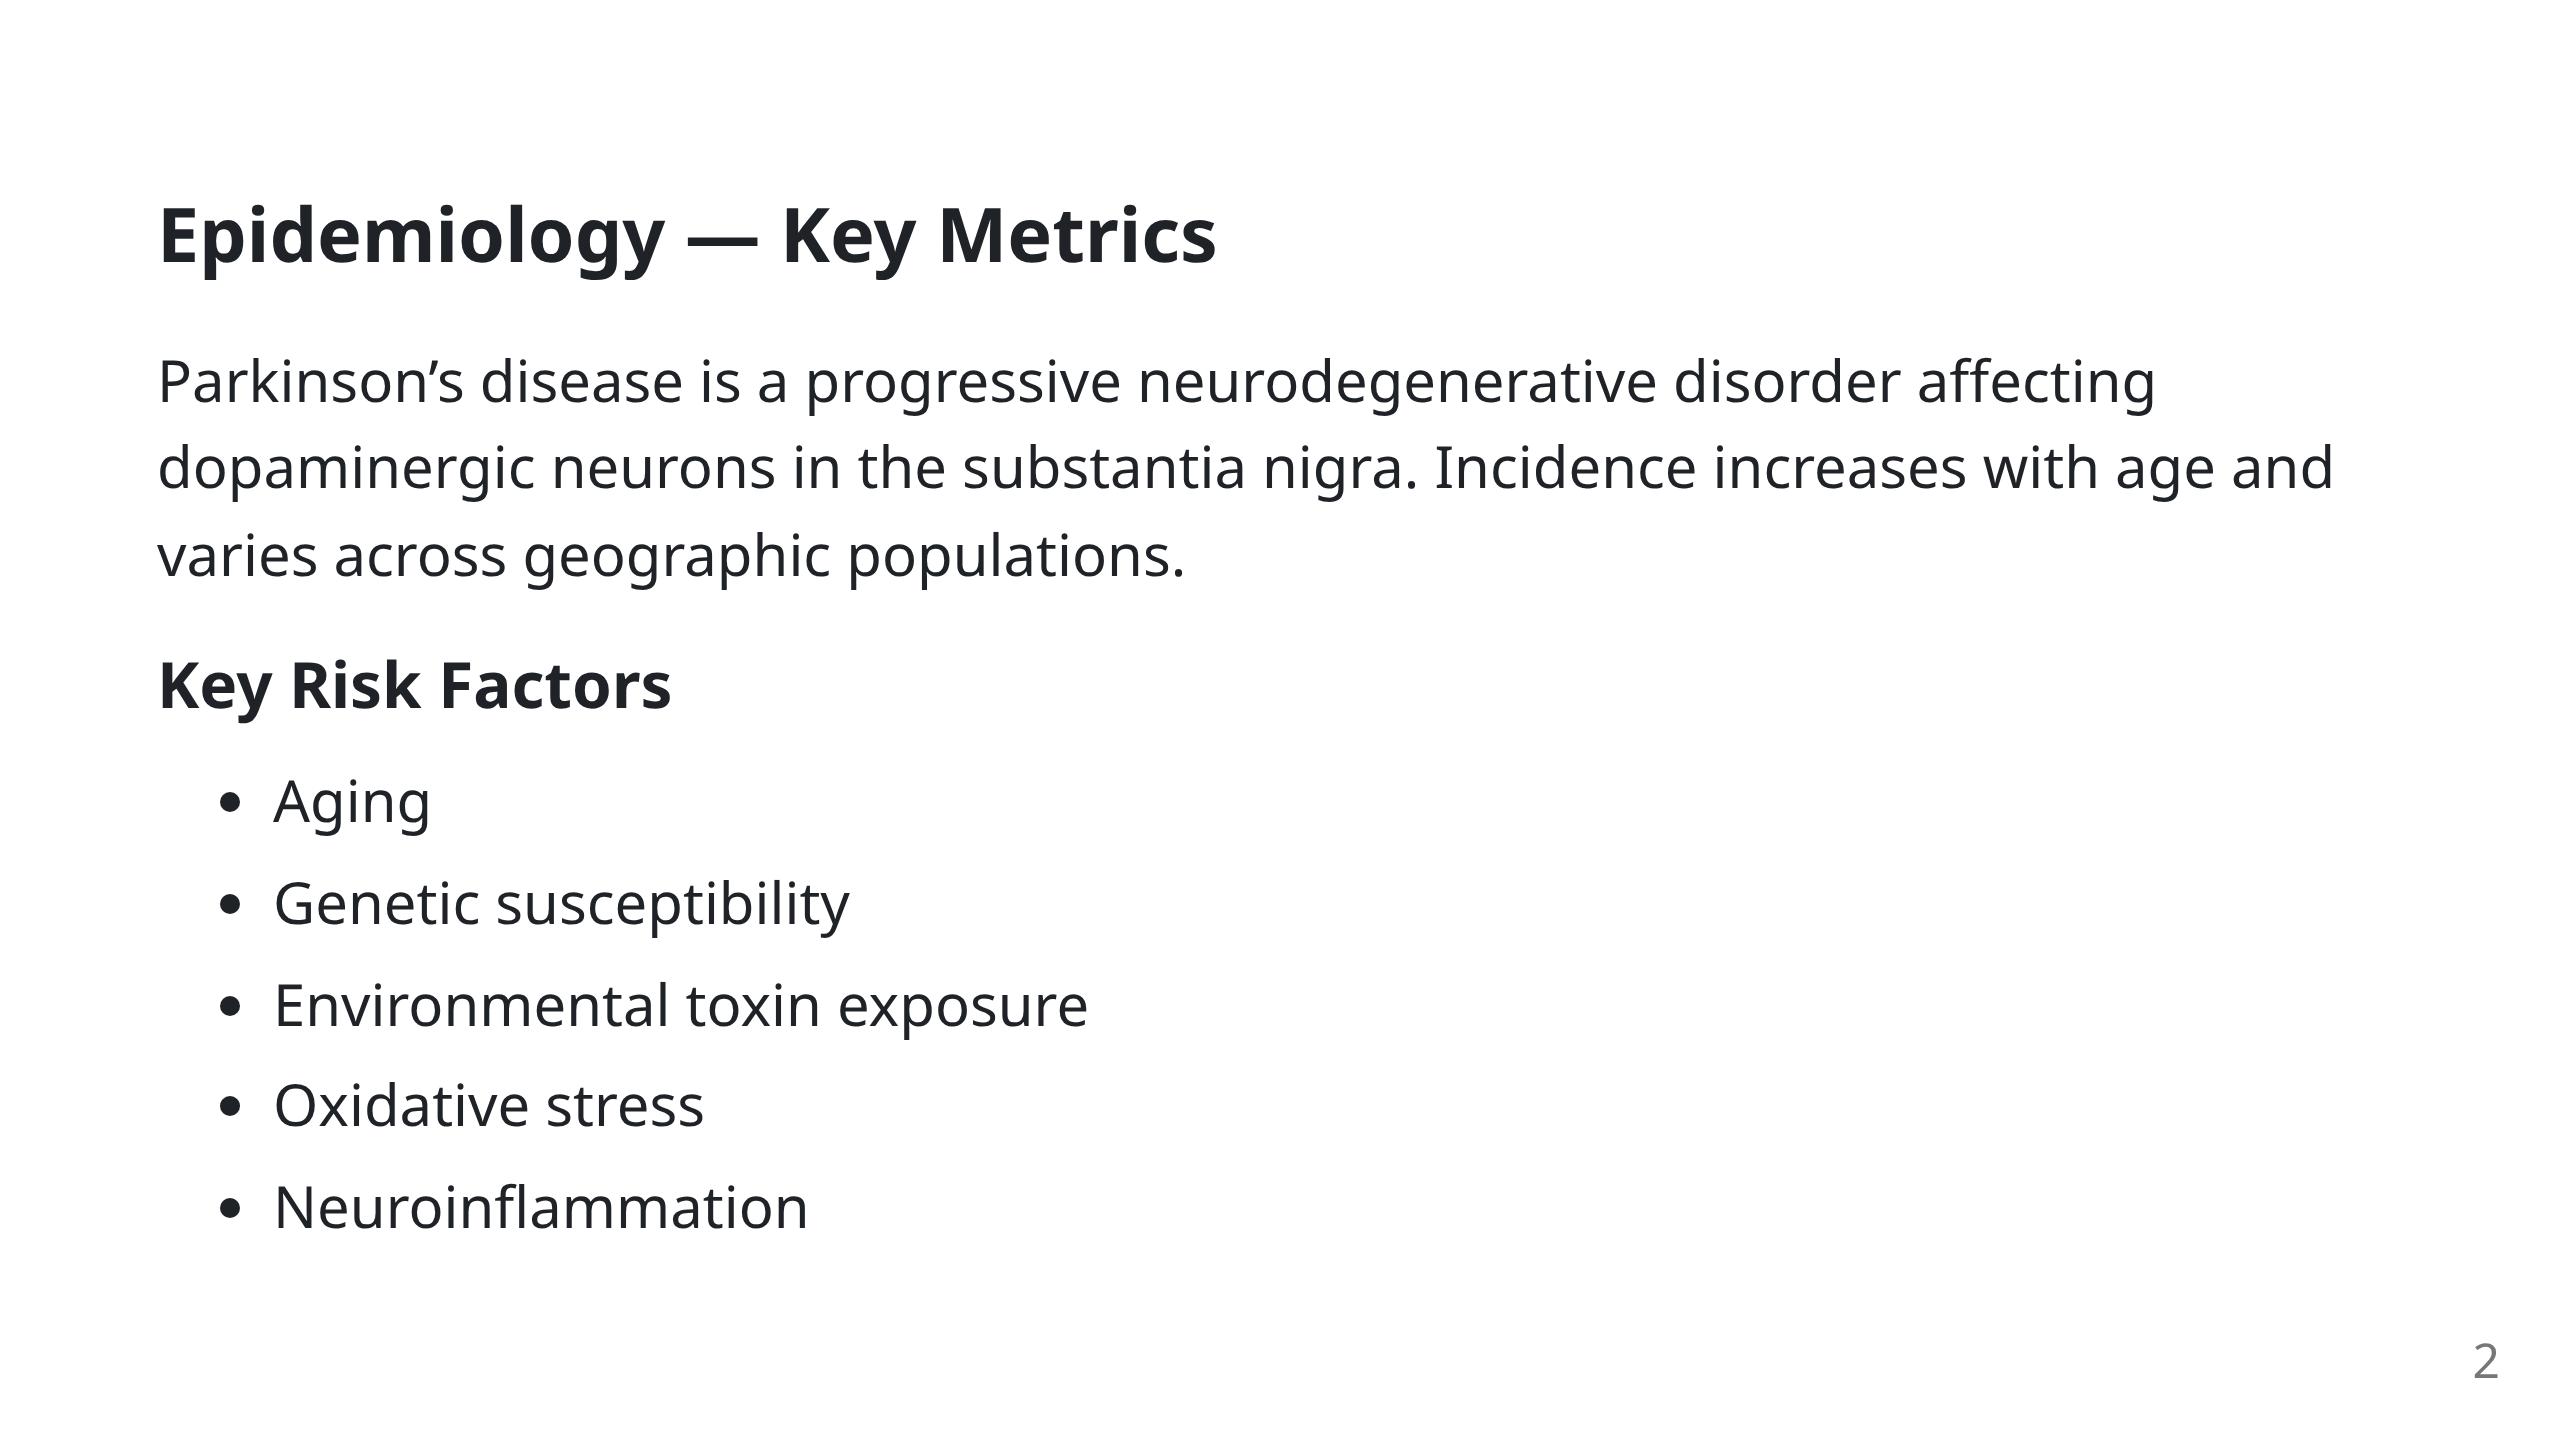 Epidemiology — Key Metrics
Parkinson’s disease is a progressive neurodegenerative disorder affecting
dopaminergic neurons in the substantia nigra. Incidence increases with age and
varies across geographic populations.
Key Risk Factors
• Aging
• Genetic susceptibility
• Environmental toxin exposure
• Oxidative stress
• Neuroinflammation
2